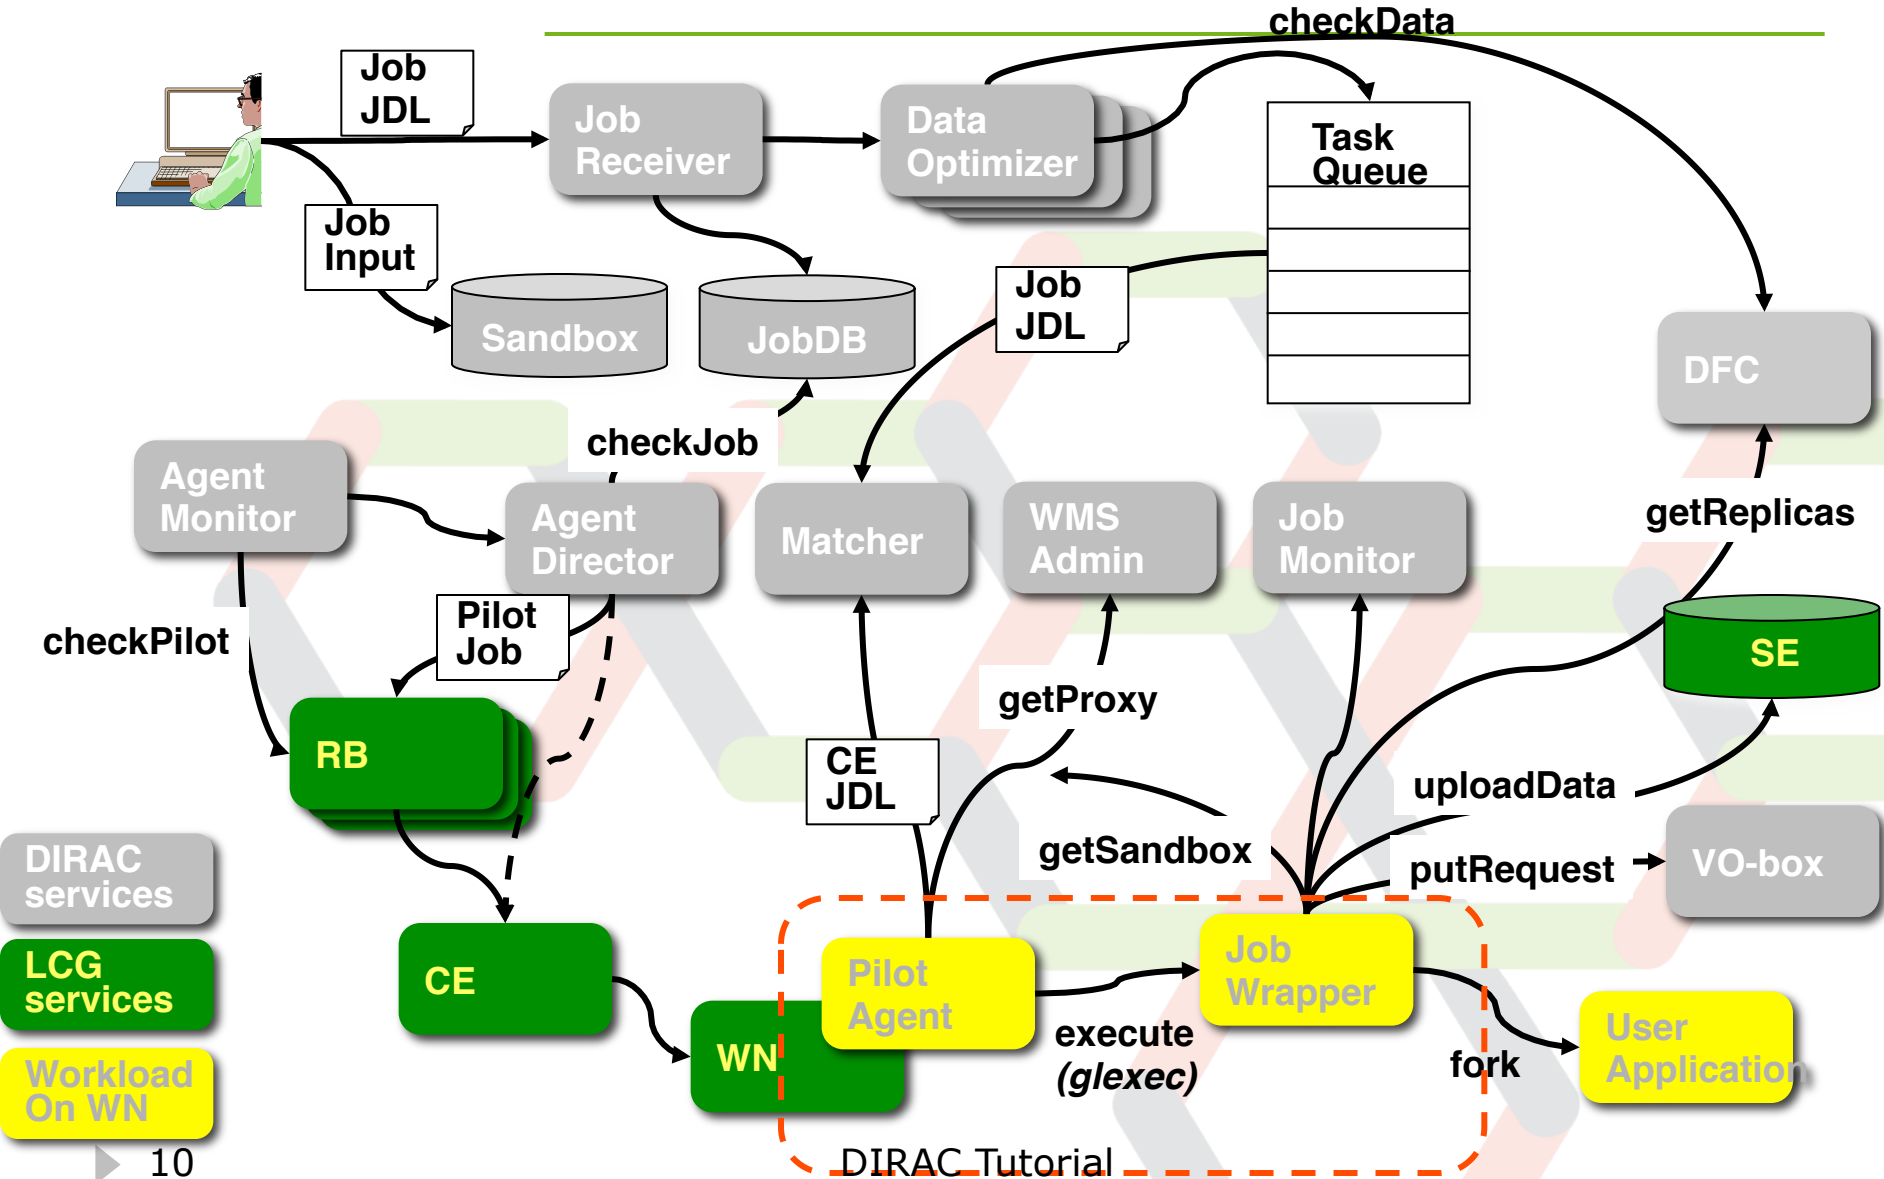 checkData
Job
JDL
Job
Receiver
Data
Optimizer
Task
Queue
Job
Input
Sandbox
JobDB
Job
JDL
DFC
checkJob
Agent
Monitor
Agent
Director
Matcher
WMS
Admin
Job
Monitor
getReplicas
Pilot
Job
checkPilot
SE
getProxy
RB
CE
JDL
uploadData
getSandbox
putRequest
VO-box
DIRAC
services
LCG
services
Workload
On WN
CE
WN
Pilot
Agent
Job
Wrapper
execute
(glexec)
fork
User
Application
10
DIRAC Tutorial